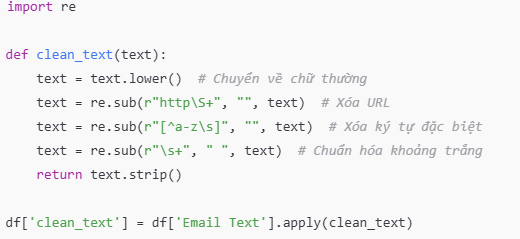 import re
def clean_text(text):
    text = text.lower()  # Chuyển về chữ thường
    text = re.sub(r"http\S+", "", text)  # Xóa URL
    text = re.sub(r"[^a-z\s]", "", text)  # Xóa ký tự đặc biệt
    text = re.sub(r"\s+", " ", text)  # Chuẩn hóa khoảng trắng
    return text.strip()
df['clean_text'] = df['Email Text'].apply(clean_text)